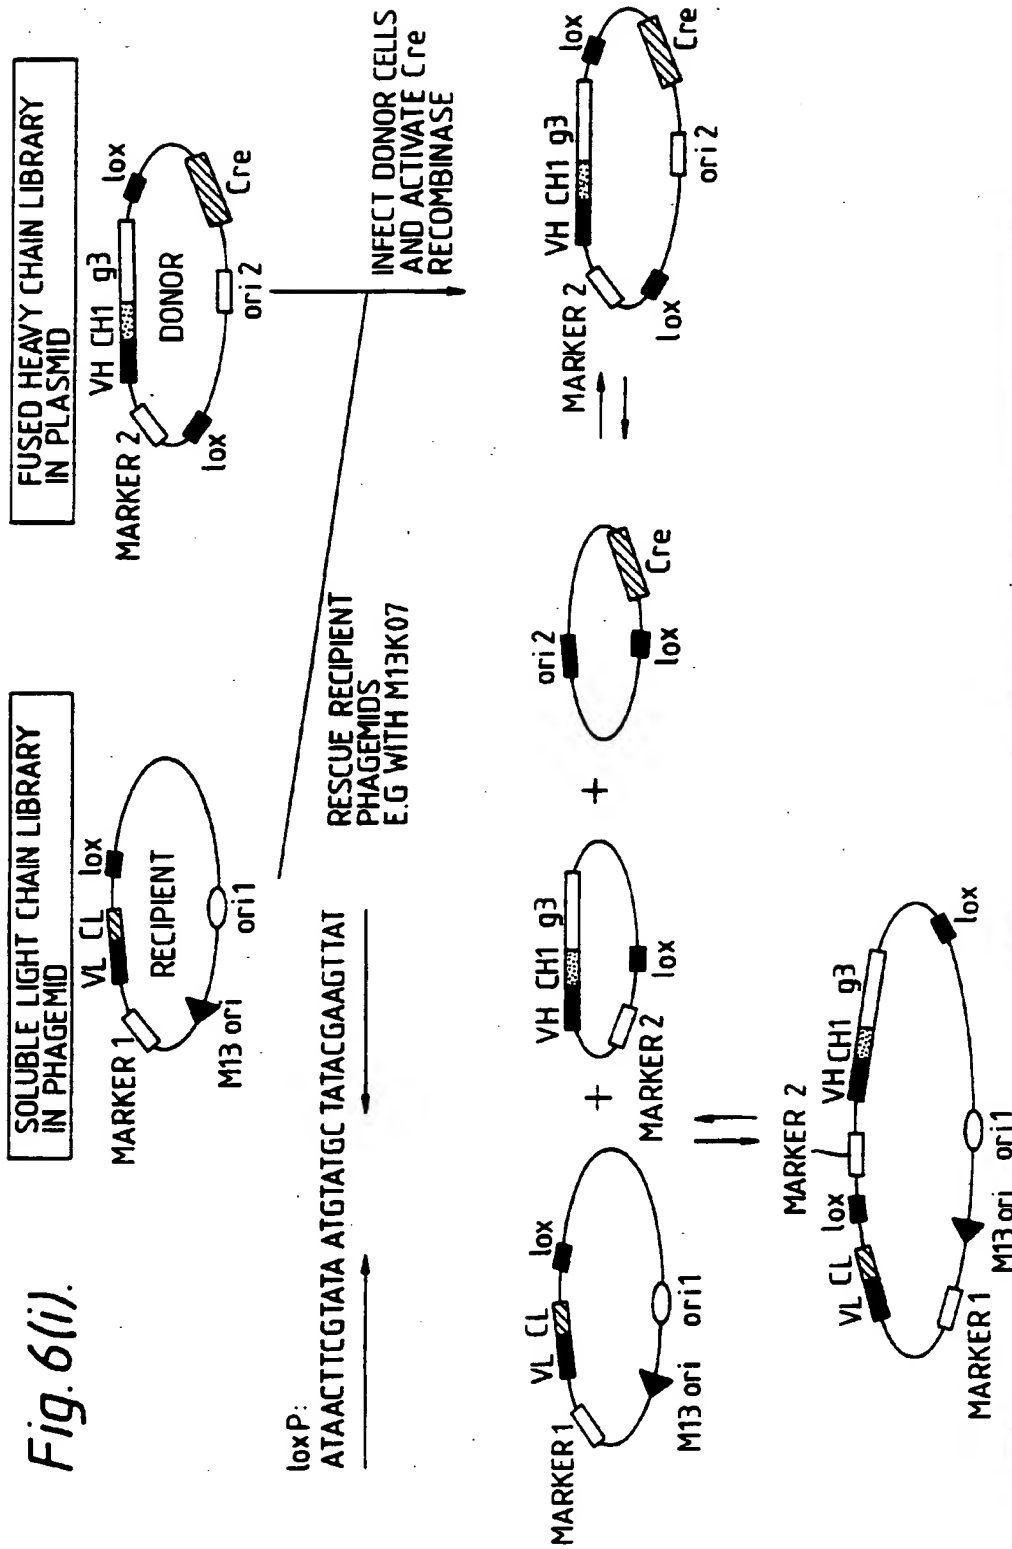 Fig. 6(i).
SOLUBLE LIGHT CHAIN LIBRARY
IN PHAGEMID
MARKER 1
VL CL
lox
RECIPIENT
M13 ori
ori1
FUSED HEAVY CHAIN LIBRARY
IN PLASMID
MARKER 2
VH CH1 g3
lox
DONOR
lox
ori 2
Cre
loxP:
ATAACTTCGTATA ATGTATGC TATACGAAGTTAT
RESCUE RECIPIENT
PHAGEMIDS
E.G WITH M13K07
INFECT DONOR CELLS
AND ACTIVATE Cre
RECOMBINASE
MARKER 1
VL CL
lox
M13 ori
ori1
+
VH CH1 g3
MARKER 2
lox
+
ori 2
lox
Cre
MARKER 2
VH CH1 g3
lox
lox
ori 2
Cre
MARKER 2
VL CL
lox
VH CH1 g3
lox
MARKER 1
M13 ori
ori1